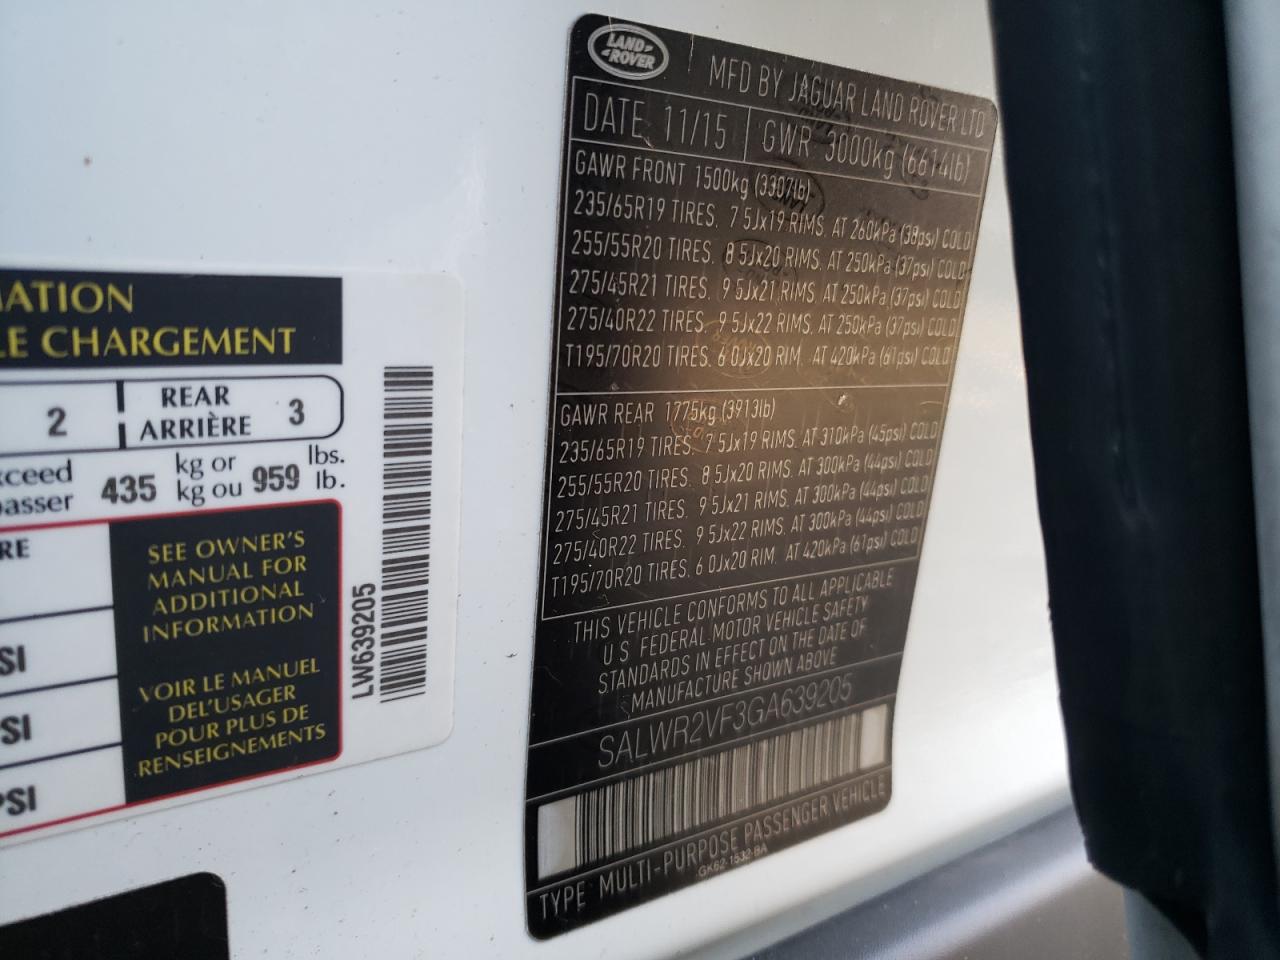 LAND ROVER
MFD BY JAGUAR LAND ROVER LTD
DATE 11/15 GWR 3000kg (6614lb)
GAWR FRONT 1500kg (3307lb)
235/65R19 TIRES. 7 5Jx19 RIMS. AT 260kPa (38psi) COLD
255/55R20 TIRES. 8 5Jx20 RIMS. AT 250kPa (37psi) COLD
275/45R21 TIRES. 9 5Jx21 RIMS. AT 250kPa (37psi) COLD
275/40R22 TIRES. 9 5Jx22 RIMS. AT 250kPa (37psi) COLD
T195/70R20 TIRES. 6 0Jx20 RIM. AT 420kPa (61psi) COLD
GAWR REAR 1775kg (3913lb)
235/65R19 TIRES. 7 5Jx19 RIMS. AT 310kPa (45psi) COLD
255/55R20 TIRES. 8 5Jx20 RIMS. AT 300kPa (44psi) COLD
275/45R21 TIRES. 9 5Jx21 RIMS. AT 300kPa (44psi) COLD
275/40R22 TIRES. 9 5Jx22 RIMS. AT 300kPa (44psi) COLD
T195/70R20 TIRES. 6 0Jx20 RIM. AT 420kPa (61psi) COLD
THIS VEHICLE CONFORMS TO ALL APPLICABLE
U S FEDERAL MOTOR VEHICLE SAFETY
STANDARDS IN EFFECT ON THE DATE OF
MANUFACTURE SHOWN ABOVE
SALWR2VF3GA639205
TYPE MULTI-PURPOSE PASSENGER VEHICLE
GK62-1532-BA
MATION
LE CHARGEMENT
2 REAR ARRIÈRE 3
xceed 435 kg or 959 lbs.
passer kg ou lb.
RE
SEE OWNER'S
MANUAL FOR
ADDITIONAL
INFORMATION
VOIR LE MANUEL
DEL'USAGER
POUR PLUS DE
RENSEIGNEMENTS
SI
SI
PSI
LW639205